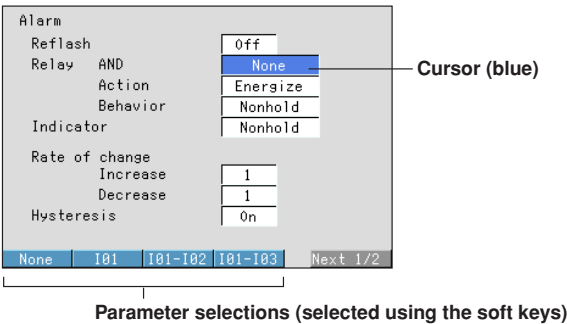 Alarm
Reflash Off
Relay AND None
Cursor (blue)
Action Energize
Behavior Nonhold
Indicator Nonhold
Rate of change
Increase 1
Decrease 1
Hysteresis On
None I01 I01-I02 I01-I03 Next 1/2
Parameter selections (selected using the soft keys)